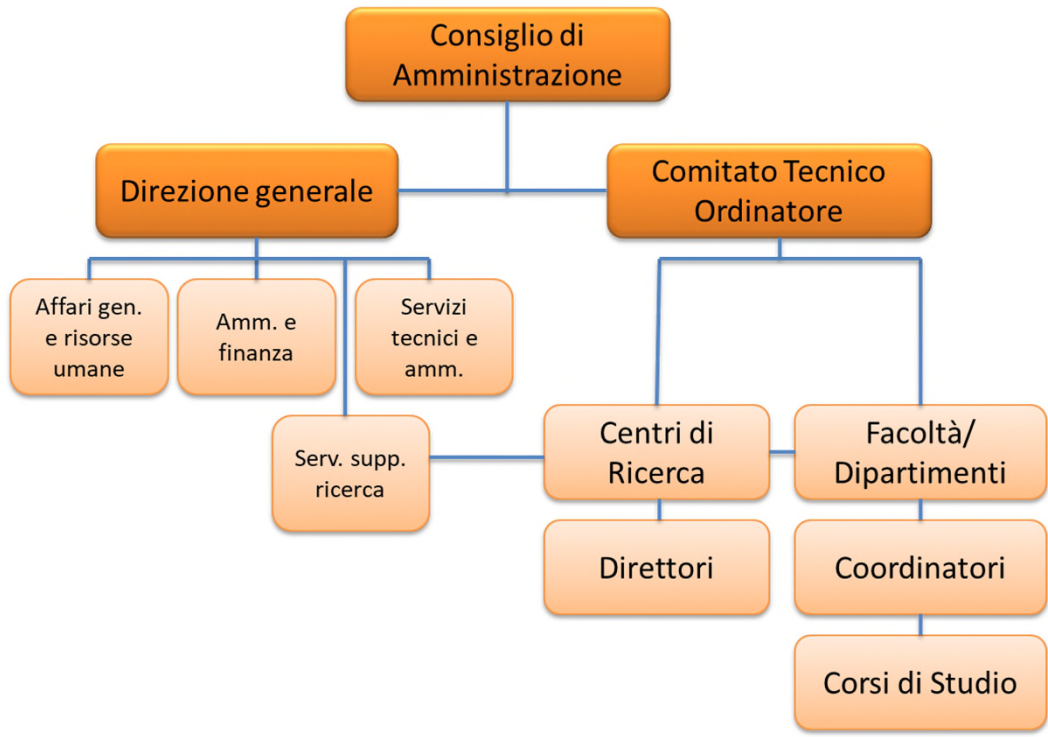 Consiglio di
Amministrazione
Direzione generale
Comitato Tecnico
Ordinatore
Affari gen.
e risorse
umane
Amm. e
finanza
Servizi
tecnici e
amm.
Serv. supp.
ricerca
Centri di
Ricerca
Facoltà/
Dipartimenti
Direttori
Coordinatori
Corsi di Studio